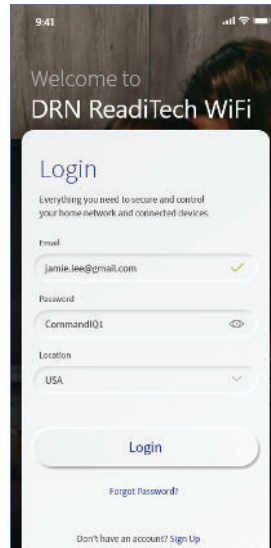 9:41
Welcome to
DRN ReadiTech WiFi
Login
Everything you need to secure and control
your home network and connected devices.
Email
jamie.lee@gmail.com
Password
CommandIQ1
Location
USA
Login
Forgot Password?
Don't have an account? Sign Up